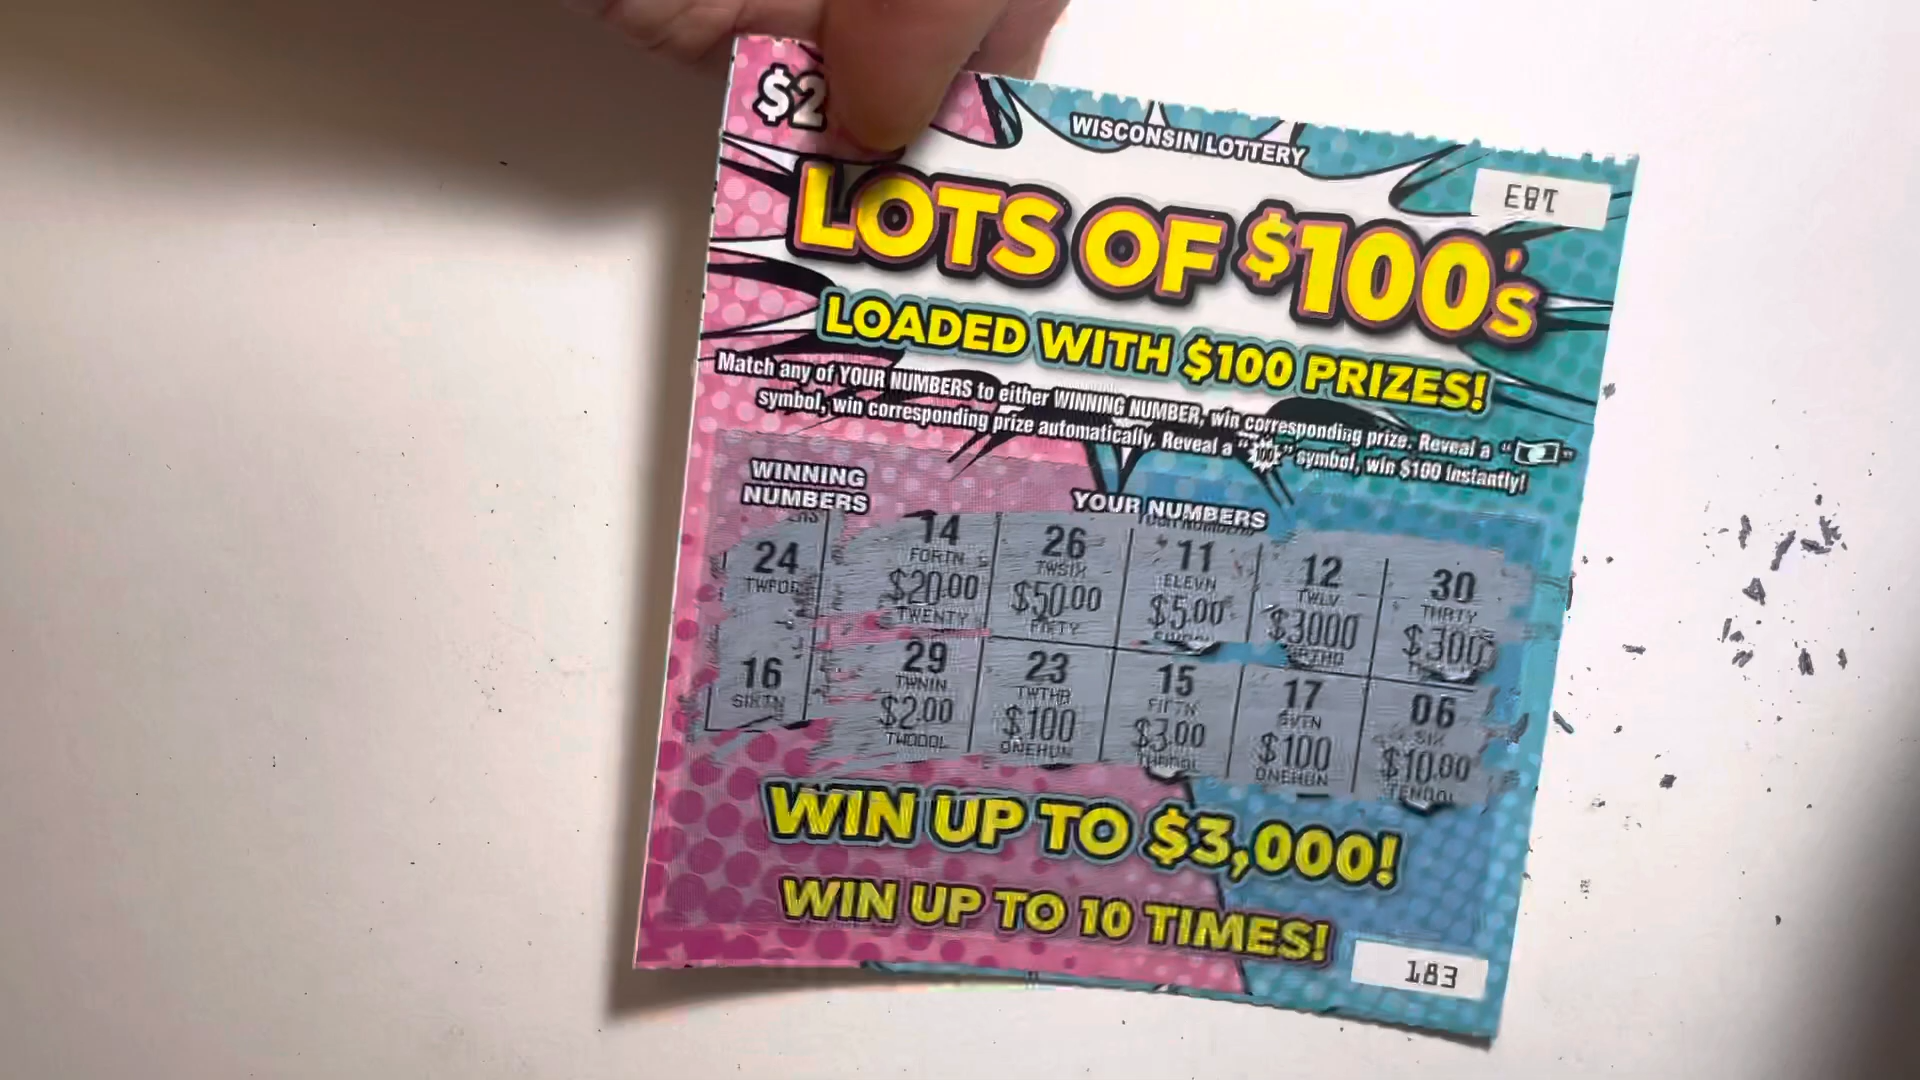 $2
WISCONSIN LOTTERY
183
LOTS OF $100's
LOADED WITH $100 PRIZES!
Match any of YOUR NUMBERS to either WINNING NUMBER, win corresponding prize. Reveal a " "
symbol, win corresponding prize automatically. Reveal a "100" symbol, win $100 instantly!
WINNING
NUMBERS
YOUR NUMBERS
24
TWFOR
16
SIXTN
14 26 11 12 30
FORTN TWSIX ELEVN TWLV THRTY
$20.00 $50.00 $5.00 $3000 $300
TWENTY FIFTY
29 23 15 17 06
TWNIN TWTHR FIFTN SVTN SIX
$2.00 $100 $3.00 $100 $10.00
TWODOL ONEHUN THRDOL ONEHUN TENDOL
WIN UP TO $3,000!
WIN UP TO 10 TIMES!
183